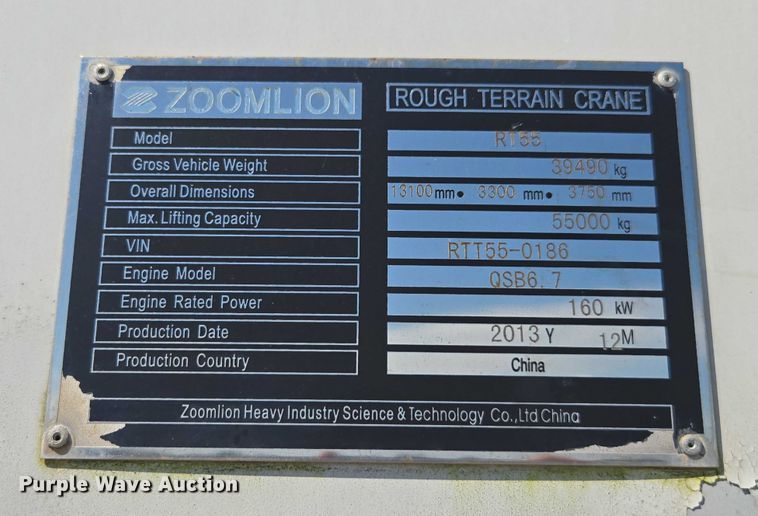 ZOOMLION ROUGH TERRAIN CRANE
Model RT55
Gross Vehicle Weight 39490 kg
Overall Dimensions 13100mm• 3300 mm• 3750 mm
Max. Lifting Capacity 55000 kg
VIN RTT55-0186
Engine Model QSB6.7
Engine Rated Power 160 kW
Production Date 2013 Y 12 M
Production Country China
Zoomlion Heavy Industry Science & Technology Co.,Ltd China
Purple Wave Auction